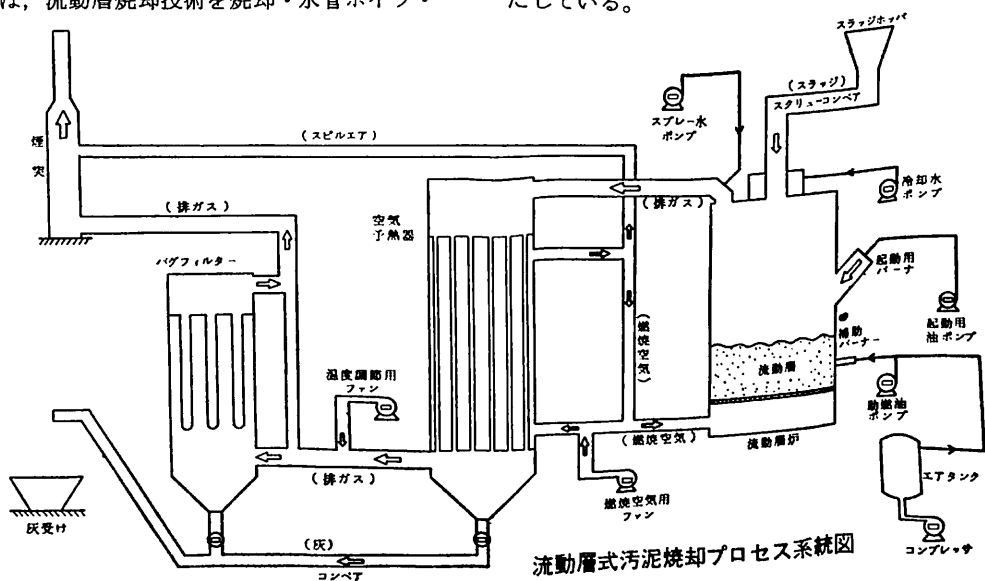 は，流動層焼却技術を焼却・水管ボイラ・
たしている。
スラッジホッパ
(スラッジ)
スクリューコンベア
スプレー水
ポンプ
(スピルエア)
煙
突
冷却水
ポンプ
(排ガス)
(排ガス)
空気
予熱器
バグフィルター
起動用
バーナ
起動用
油ポンプ
補助
バーナー
(燃焼空気)
流動層
温度調節用
ファン
助燃油
ポンプ
(燃焼空気)
流動層炉
(排ガス)
エアタンク
燃焼空気用
ファン
灰受け
(灰)
コンベア
コンプレッサ
流動層式汚泥焼却プロセス系統図